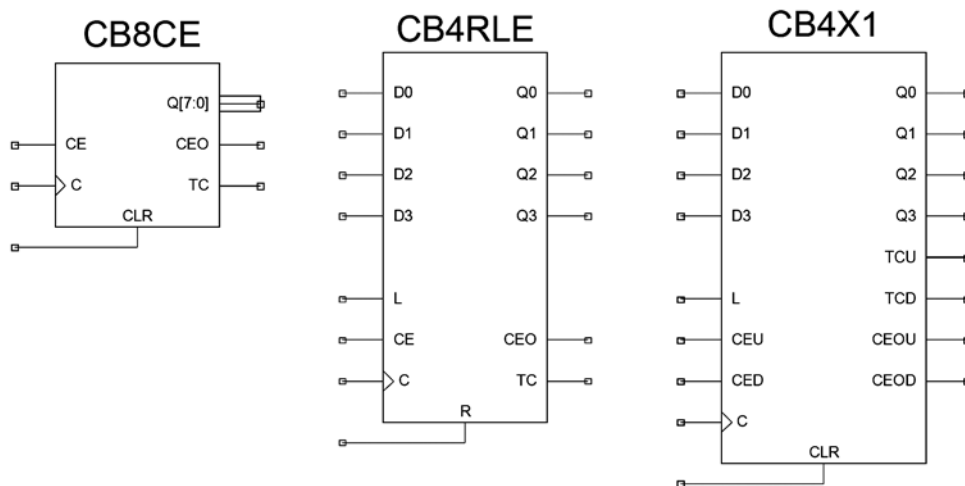 CB8CE
Q[7:0]
CE CEO
C TC
CLR
CB4RLE
D0 Q0
D1 Q1
D2 Q2
D3 Q3
L
CE CEO
C TC
R
CB4X1
D0 Q0
D1 Q1
D2 Q2
D3 Q3
TCU
L TCD
CEU CEOU
CED CEOD
C
CLR